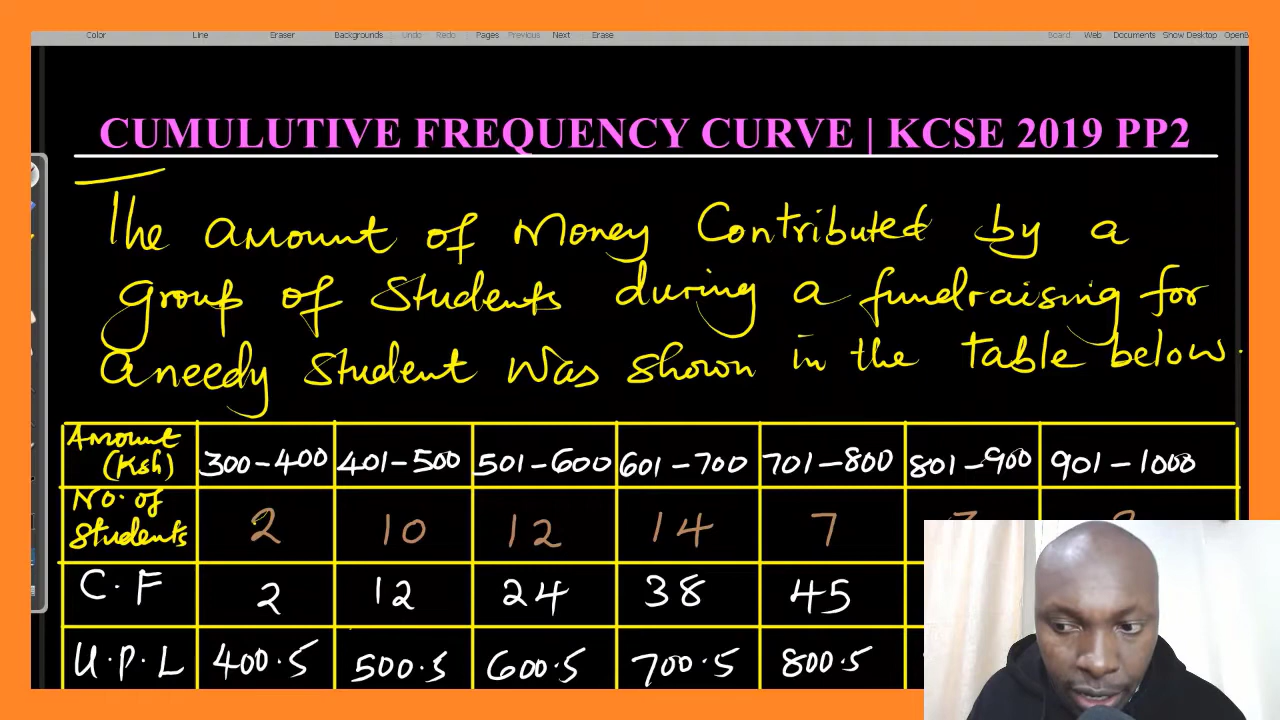 Color Line Eraser Backgrounds Undo Redo Pages Previous Next Erase Board Web Documents Show Desktop OpenB
CUMULUTIVE FREQUENCY CURVE | KCSE 2019 PP2
The amount of Money Contributed by a
group of students during a fundraising for
a needy student was shown in the table below.
Amount (Ksh) 300-400 401-500 501-600 601-700 701-800 801-900 901-1000
No. of students 2 10 12 14 7
C.F 2 12 24 38 45
U.P.L 400.5 500.5 600.5 700.5 800.5